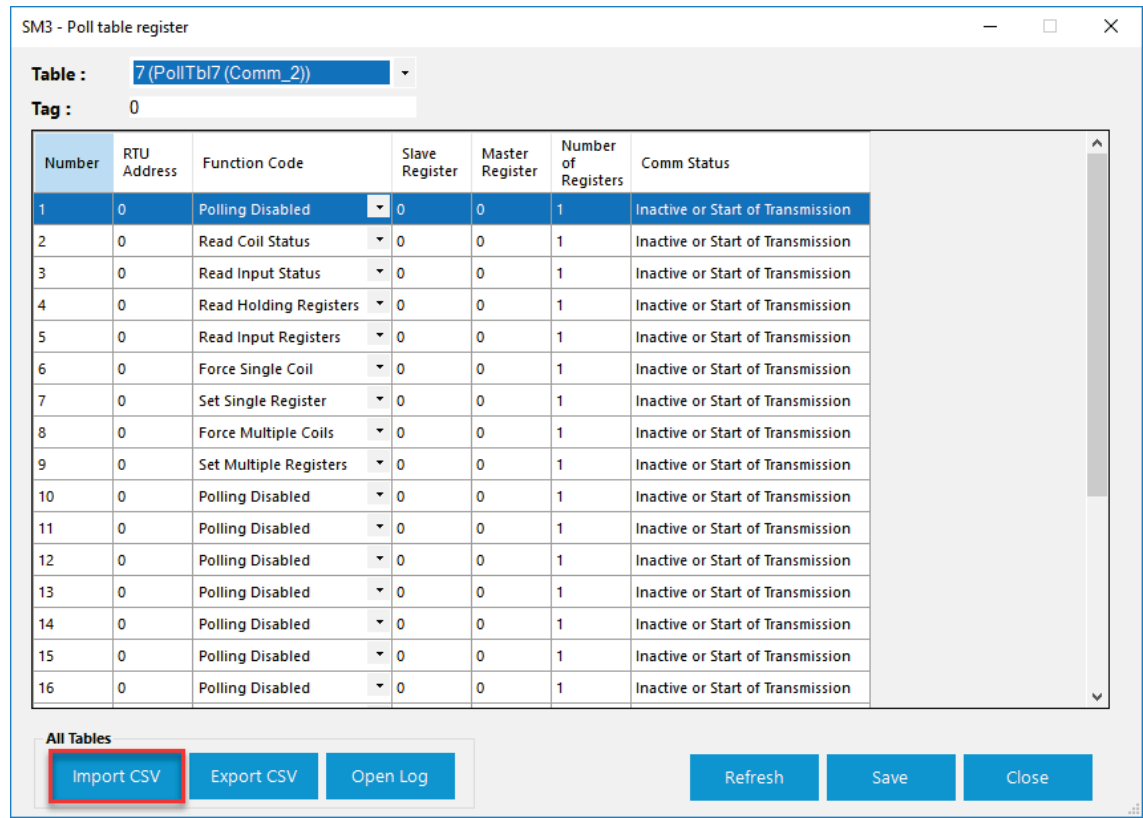 SM3 - Poll table register
Table : 7 (PollTbl7 (Comm_2))
Tag : 0
Number RTU Address Function Code Slave Register Master Register Number of Registers Comm Status
1 0 Polling Disabled 0 0 1 Inactive or Start of Transmission
2 0 Read Coil Status 0 0 1 Inactive or Start of Transmission
3 0 Read Input Status 0 0 1 Inactive or Start of Transmission
4 0 Read Holding Registers 0 0 1 Inactive or Start of Transmission
5 0 Read Input Registers 0 0 1 Inactive or Start of Transmission
6 0 Force Single Coil 0 0 1 Inactive or Start of Transmission
7 0 Set Single Register 0 0 1 Inactive or Start of Transmission
8 0 Force Multiple Coils 0 0 1 Inactive or Start of Transmission
9 0 Set Multiple Registers 0 0 1 Inactive or Start of Transmission
10 0 Polling Disabled 0 0 1 Inactive or Start of Transmission
11 0 Polling Disabled 0 0 1 Inactive or Start of Transmission
12 0 Polling Disabled 0 0 1 Inactive or Start of Transmission
13 0 Polling Disabled 0 0 1 Inactive or Start of Transmission
14 0 Polling Disabled 0 0 1 Inactive or Start of Transmission
15 0 Polling Disabled 0 0 1 Inactive or Start of Transmission
16 0 Polling Disabled 0 0 1 Inactive or Start of Transmission
All Tables
Import CSV Export CSV Open Log Refresh Save Close